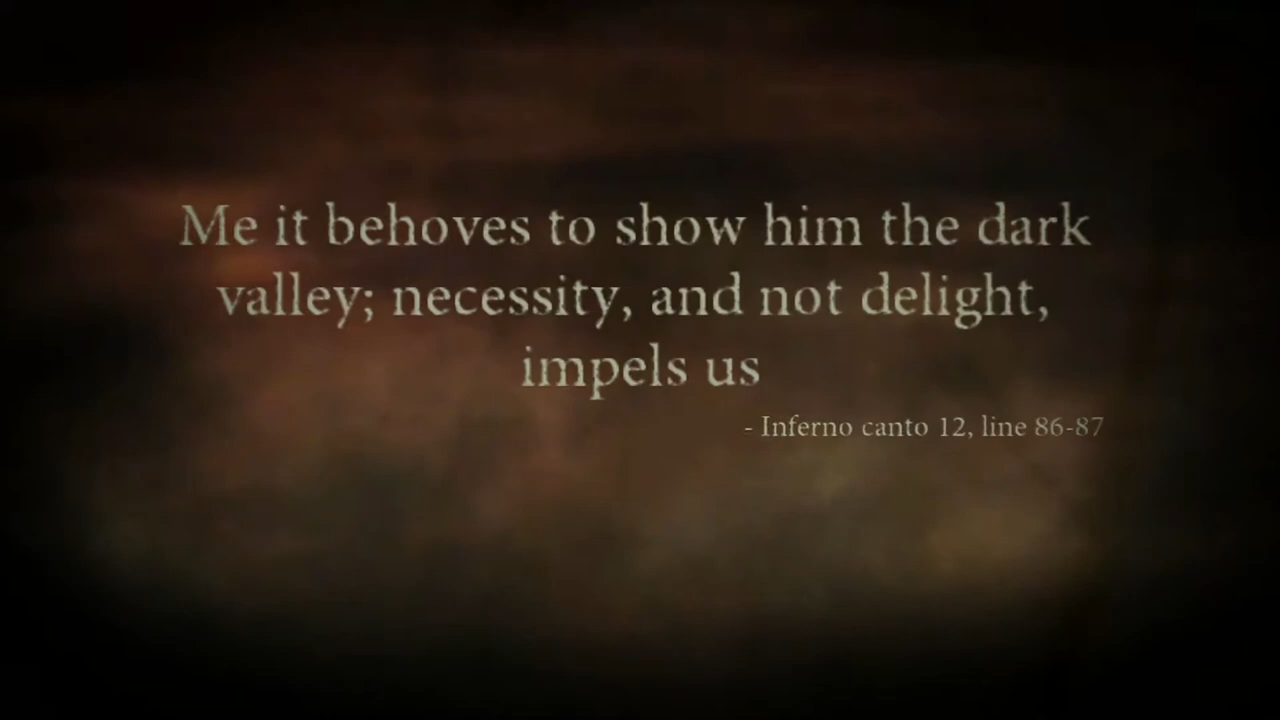 Me it behoves to show him the dark
valley; necessity, and not delight,
impels us
- Inferno canto 12, line 86-87